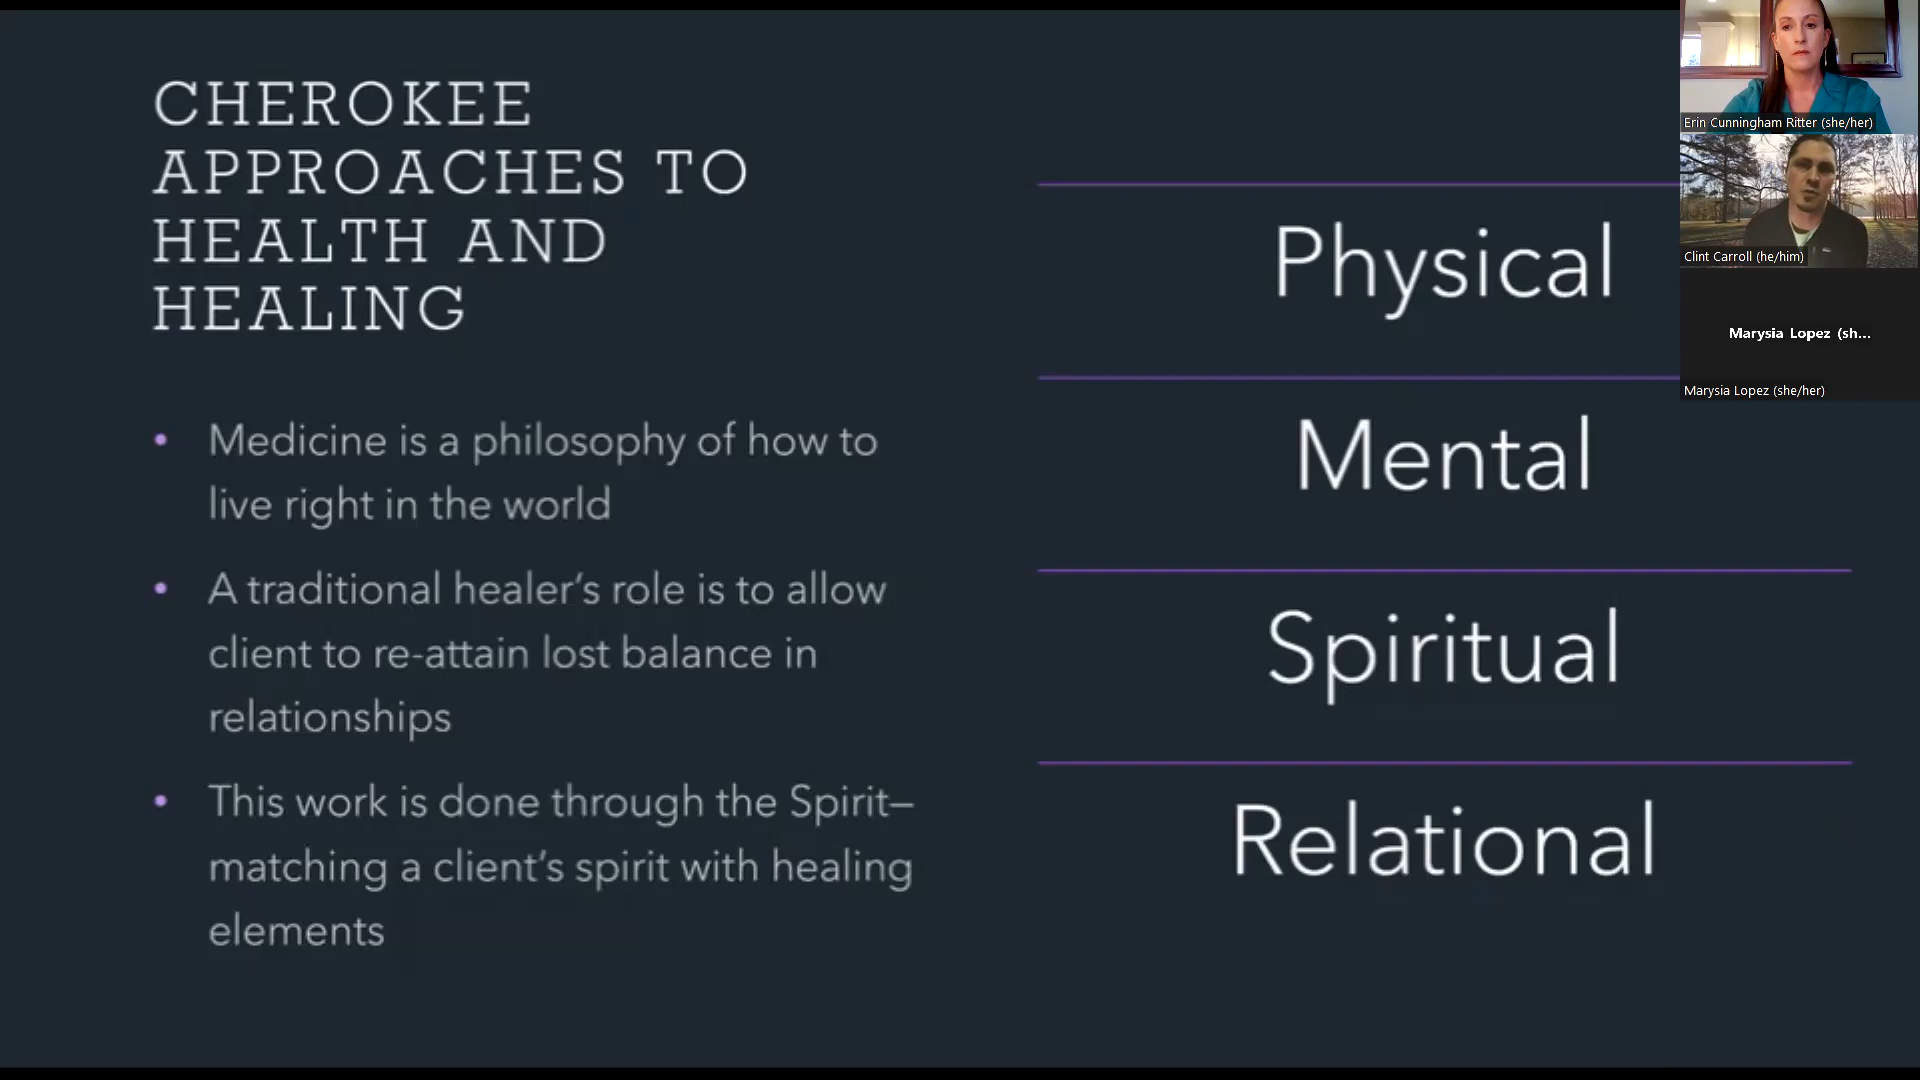 CHEROKEE
APPROACHES TO
HEALTH AND
HEALING
• Medicine is a philosophy of how to
live right in the world
• A traditional healer’s role is to allow
client to re-attain lost balance in
relationships
• This work is done through the Spirit–
matching a client’s spirit with healing
elements
Physical
Mental
Spiritual
Relational
Erin Cunningham Ritter (she/her)
Clint Carroll (he/him)
Marysia Lopez (sh...
Marysia Lopez (she/her)